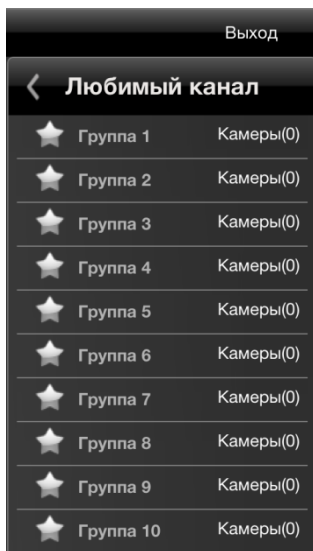 Выход
Любимый канал
Группа 1 Камеры(0)
Группа 2 Камеры(0)
Группа 3 Камеры(0)
Группа 4 Камеры(0)
Группа 5 Камеры(0)
Группа 6 Камеры(0)
Группа 7 Камеры(0)
Группа 8 Камеры(0)
Группа 9 Камеры(0)
Группа 10 Камеры(0)